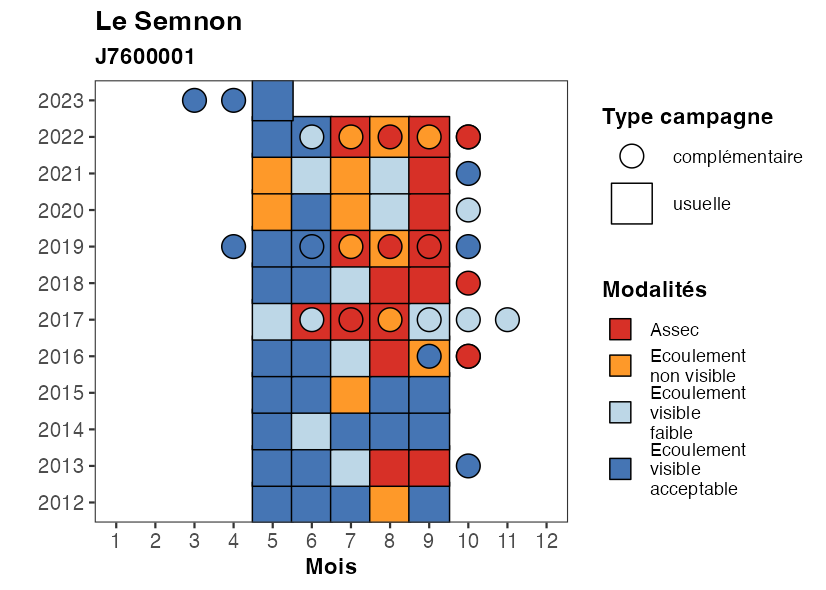 Le Semnon
J7600001
2023
2022
2021
2020
2019
2018
2017
2016
2015
2014
2013
2012
1 2 3 4 5 6 7 8 9 10 11 12
Mois
Type campagne
complémentaire
usuelle
Modalités
Assec
Ecoulement
non visible
Ecoulement
visible
faible
Ecoulement
visible
acceptable